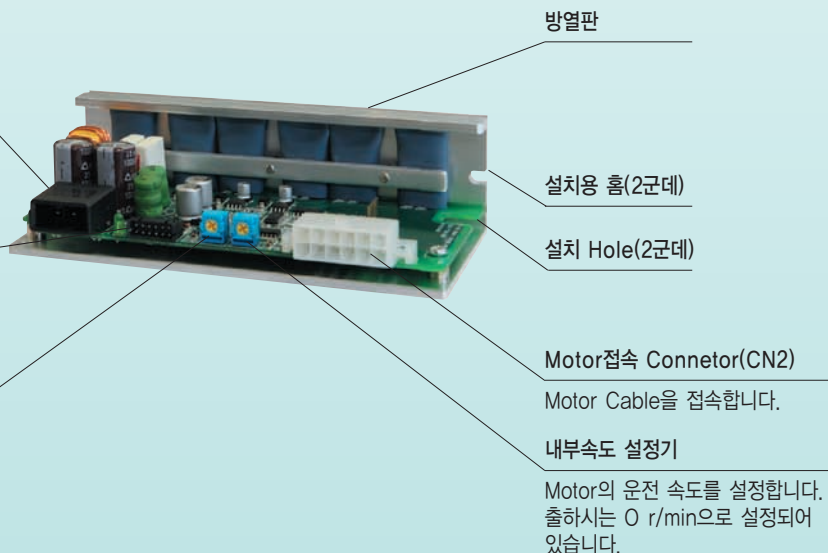 방열판
설치용 홈(2군데)
설치 Hole(2군데)
Motor접속 Connetor(CN2)
Motor Cable을 접속합니다.
내부속도 설정기
Motor의 운전 속도를 설정합니다.
출하시는 O r/min으로 설정되어
있습니다.